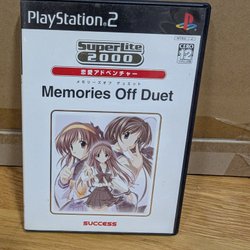 PlayStation 2
SuperLite
2000
恋愛アドベンチャー
メモリーズオフ デュエット
Memories Off Duet
SUCCESS